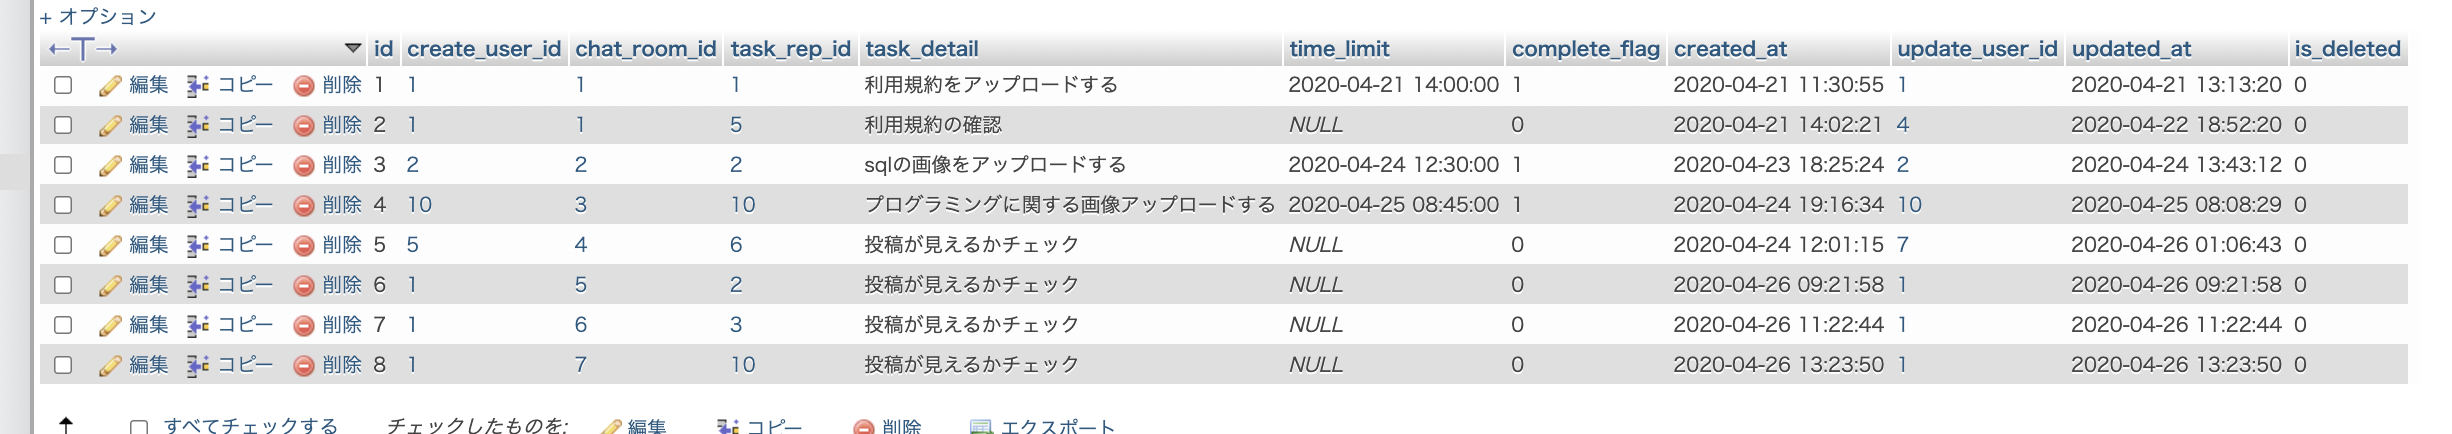 + オプション
←T→ id create_user_id chat_room_id task_rep_id task_detail time_limit complete_flag created_at update_user_id updated_at is_deleted
編集 コピー 削除 1 1 1 1 利用規約をアップロードする 2020-04-21 14:00:00 1 2020-04-21 11:30:55 1 2020-04-21 13:13:20 0
編集 コピー 削除 2 1 1 5 利用規約の確認 NULL 0 2020-04-21 14:02:21 4 2020-04-22 18:52:20 0
編集 コピー 削除 3 2 2 2 sqlの画像をアップロードする 2020-04-24 12:30:00 1 2020-04-23 18:25:24 2 2020-04-24 13:43:12 0
編集 コピー 削除 4 10 3 10 プログラミングに関する画像アップロードする 2020-04-25 08:45:00 1 2020-04-24 19:16:34 10 2020-04-25 08:08:29 0
編集 コピー 削除 5 5 4 6 投稿が見えるかチェック NULL 0 2020-04-24 12:01:15 7 2020-04-26 01:06:43 0
編集 コピー 削除 6 1 5 2 投稿が見えるかチェック NULL 0 2020-04-26 09:21:58 1 2020-04-26 09:21:58 0
編集 コピー 削除 7 1 6 3 投稿が見えるかチェック NULL 0 2020-04-26 11:22:44 1 2020-04-26 11:22:44 0
編集 コピー 削除 8 1 7 10 投稿が見えるかチェック NULL 0 2020-04-26 13:23:50 1 2020-04-26 13:23:50 0
すべてチェックする チェックしたものを: 編集 コピー 削除 エクスポート